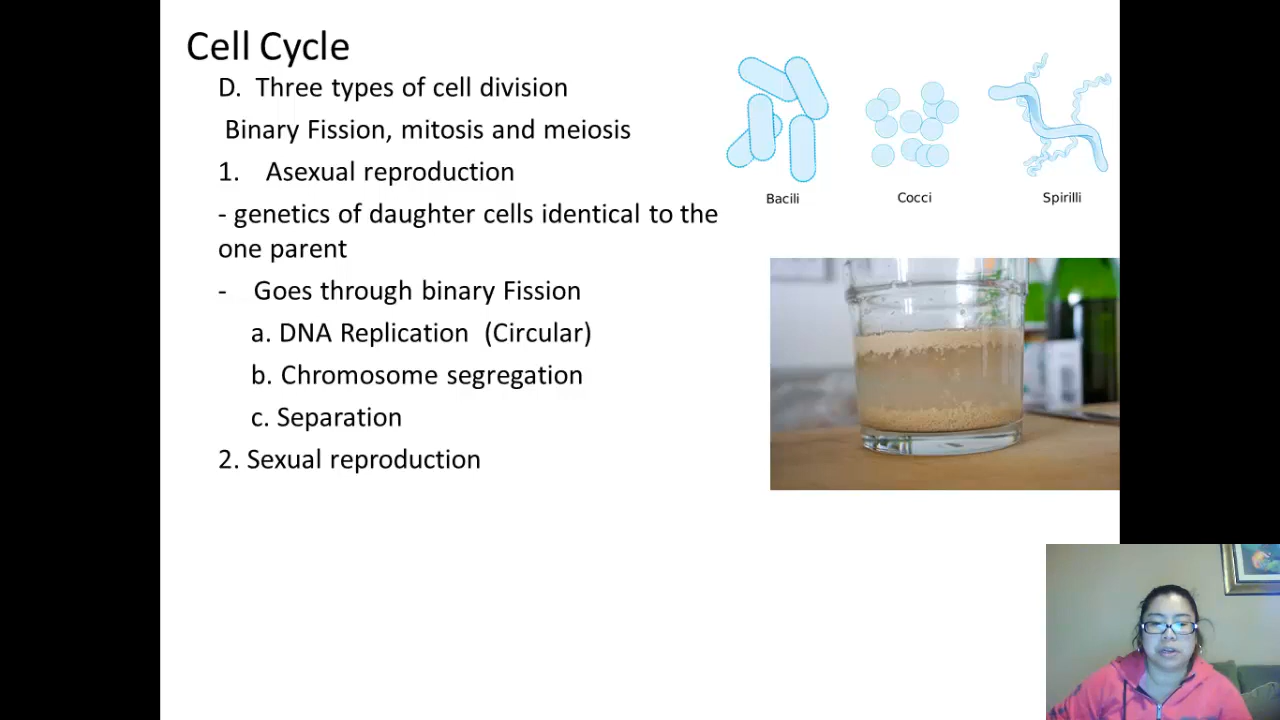 Cell Cycle
D. Three types of cell division
Binary Fission, mitosis and meiosis
1. Asexual reproduction
- genetics of daughter cells identical to the
one parent
- Goes through binary Fission
a. DNA Replication (Circular)
b. Chromosome segregation
c. Separation
2. Sexual reproduction
Bacili
Cocci
Spirilli